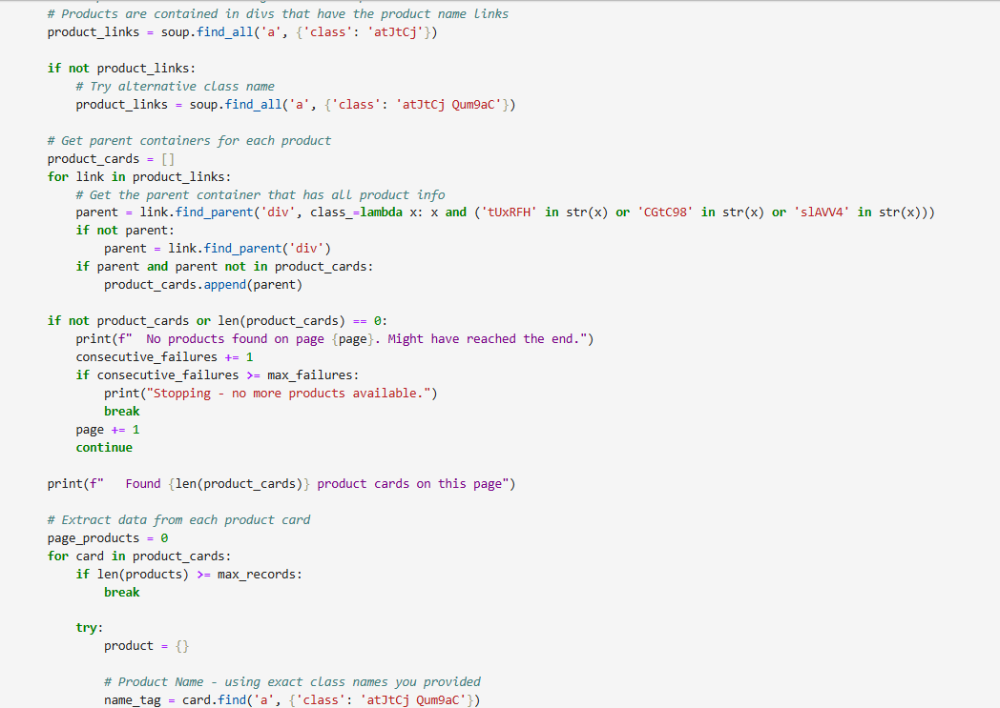 # Products are contained in divs that have the product name links
product_links = soup.find_all('a', {'class': 'atJtCj'})
if not product_links:
# Try alternative class name
product_links = soup.find_all('a', {'class': 'atJtCj Qum9aC'})
# Get parent containers for each product
product_cards = []
for link in product_links:
# Get the parent container that has all product info
parent = link.find_parent('div', class_=lambda x: x and ('tUxRFH' in str(x) or 'CGtC98' in str(x) or 'slAVV4' in str(x)))
if not parent:
parent = link.find_parent('div')
if parent and parent not in product_cards:
product_cards.append(parent)
if not product_cards or len(product_cards) == 0:
print(f"  No products found on page {page}. Might have reached the end.")
consecutive_failures += 1
if consecutive_failures >= max_failures:
print("Stopping - no more products available.")
break
page += 1
continue
print(f"   Found {len(product_cards)} product cards on this page")
# Extract data from each product card
page_products = 0
for card in product_cards:
if len(products) >= max_records:
break
try:
product = {}
# Product Name - using exact class names you provided
name_tag = card.find('a', {'class': 'atJtCj Qum9aC'})